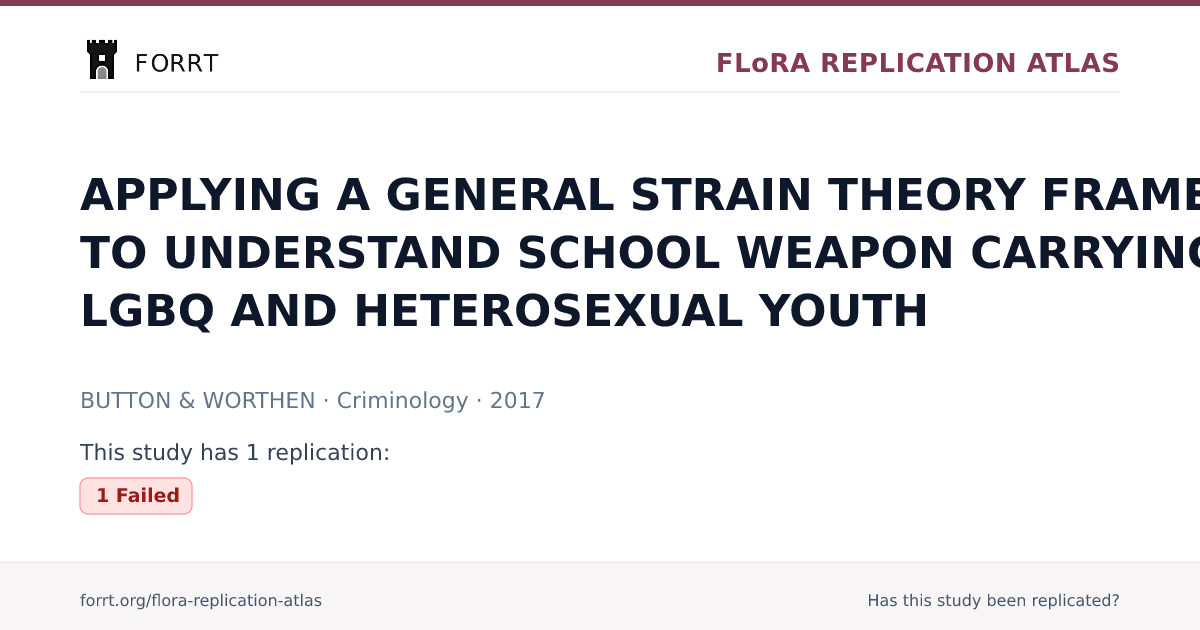 FORRT
FLoRA REPLICATION ATLAS
APPLYING A GENERAL STRAIN THEORY FRAME
TO UNDERSTAND SCHOOL WEAPON CARRYING
LGBQ AND HETEROSEXUAL YOUTH
BUTTON & WORTHEN · Criminology · 2017
This study has 1 replication:
1 Failed
forrt.org/flora-replication-atlas
Has this study been replicated?